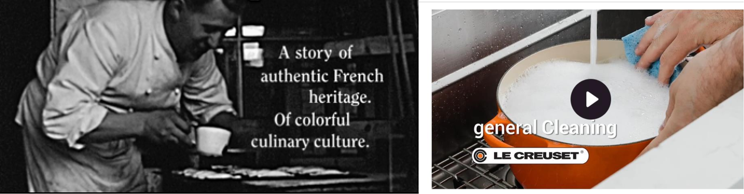 A story of
authentic French
heritage.
Of colorful
culinary culture.
general Cleaning
LE CREUSET